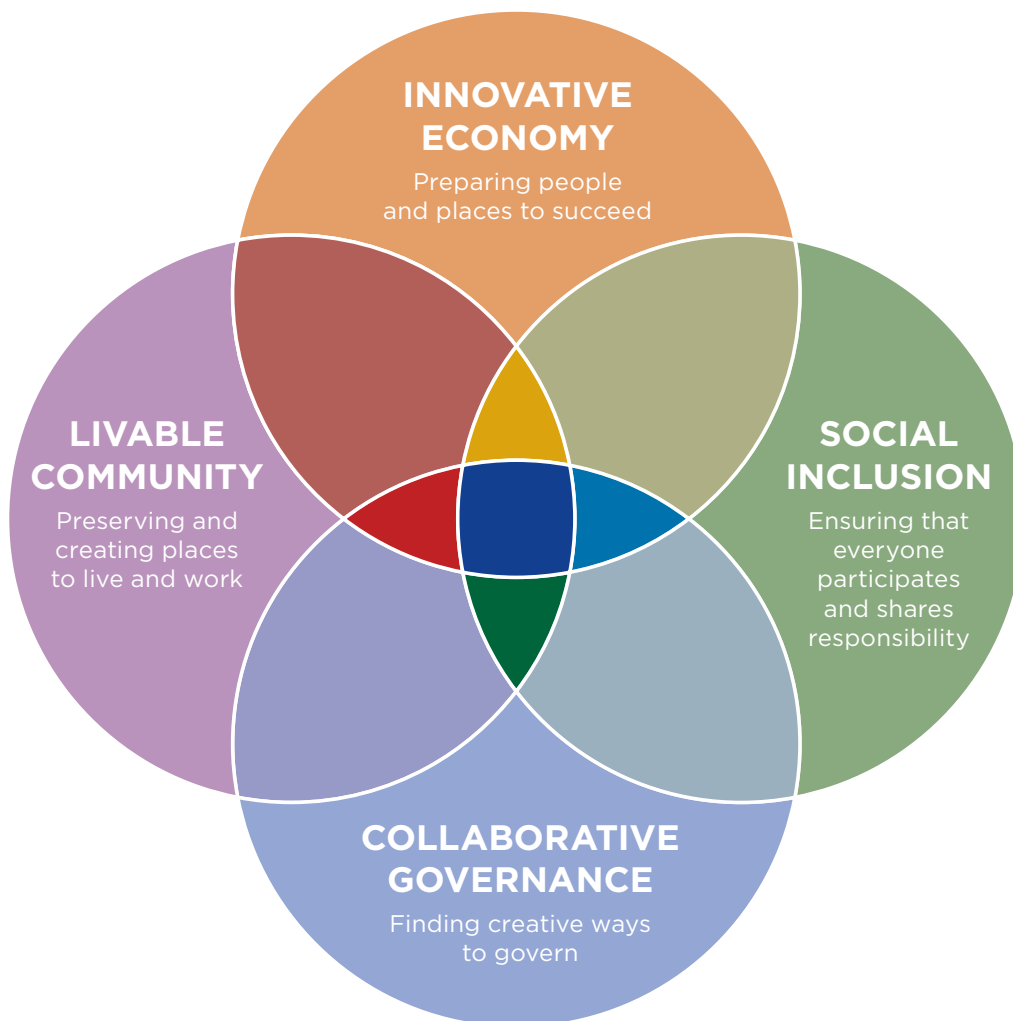 INNOVATIVE
ECONOMY
Preparing people
and places to succeed
LIVABLE
COMMUNITY
Preserving and
creating places
to live and work
SOCIAL
INCLUSION
Ensuring that
everyone
participates
and shares
responsibility
COLLABORATIVE
GOVERNANCE
Finding creative ways
to govern